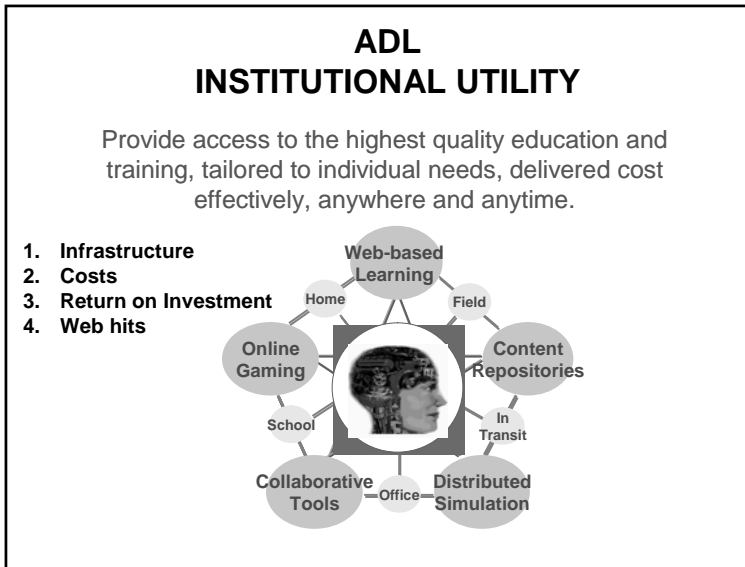 ADL
INSTITUTIONAL UTILITY
Provide access to the highest quality education and
training, tailored to individual needs, delivered cost
effectively, anywhere and anytime.
1. Infrastructure
2. Costs
3. Return on Investment
4. Web hits
Web-based
Learning
Home
Field
Online
Gaming
Content
Repositories
School
In
Transit
Collaborative
Tools
Office
Distributed
Simulation